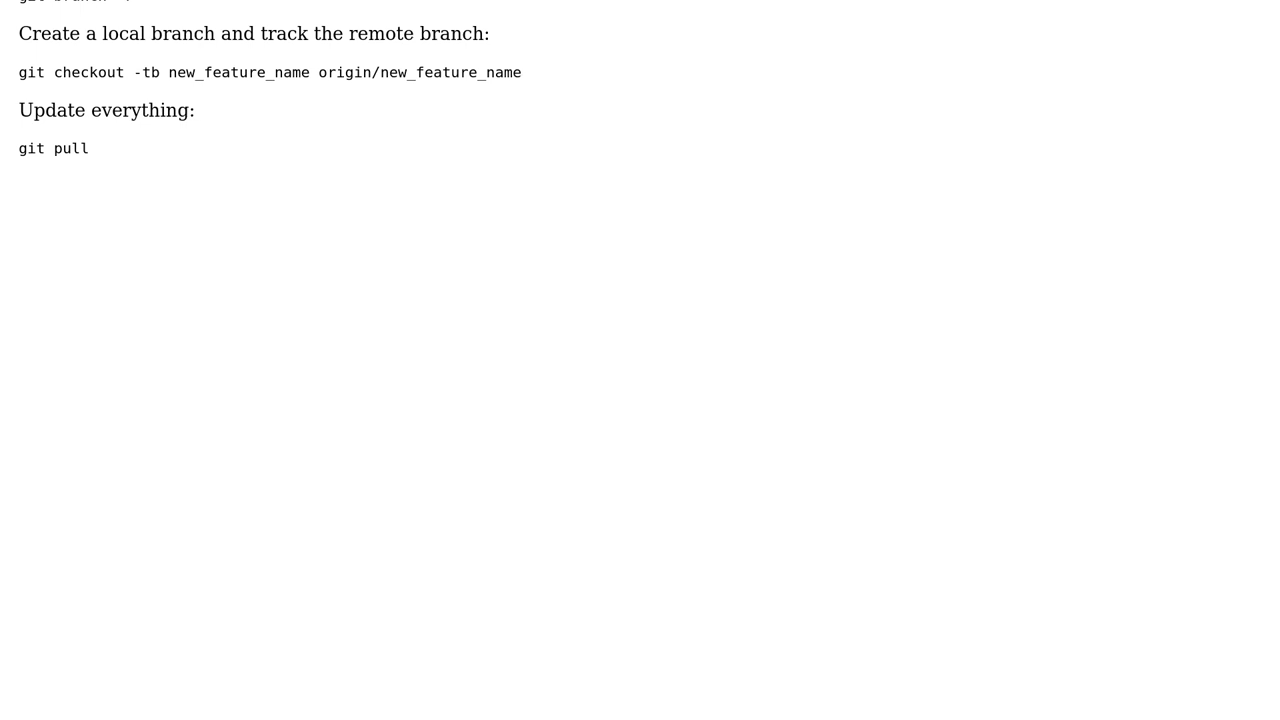 Create a local branch and track the remote branch:
git checkout -tb new_feature_name origin/new_feature_name
Update everything:
git pull